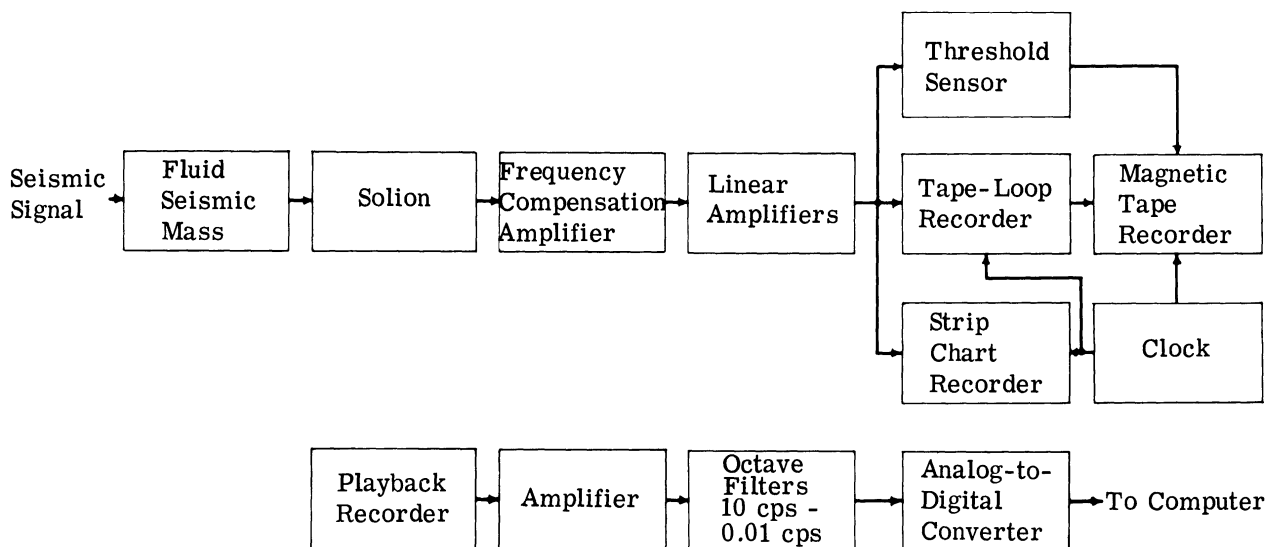 Seismic
Signal
Fluid
Seismic
Mass
Solion
Frequency
Compensation
Amplifier
Linear
Amplifiers
Threshold
Sensor
Tape-Loop
Recorder
Magnetic
Tape
Recorder
Strip
Chart
Recorder
Clock
Playback
Recorder
Amplifier
Octave
Filters
10 cps -
0.01 cps
Analog-to-
Digital
Converter
To Computer